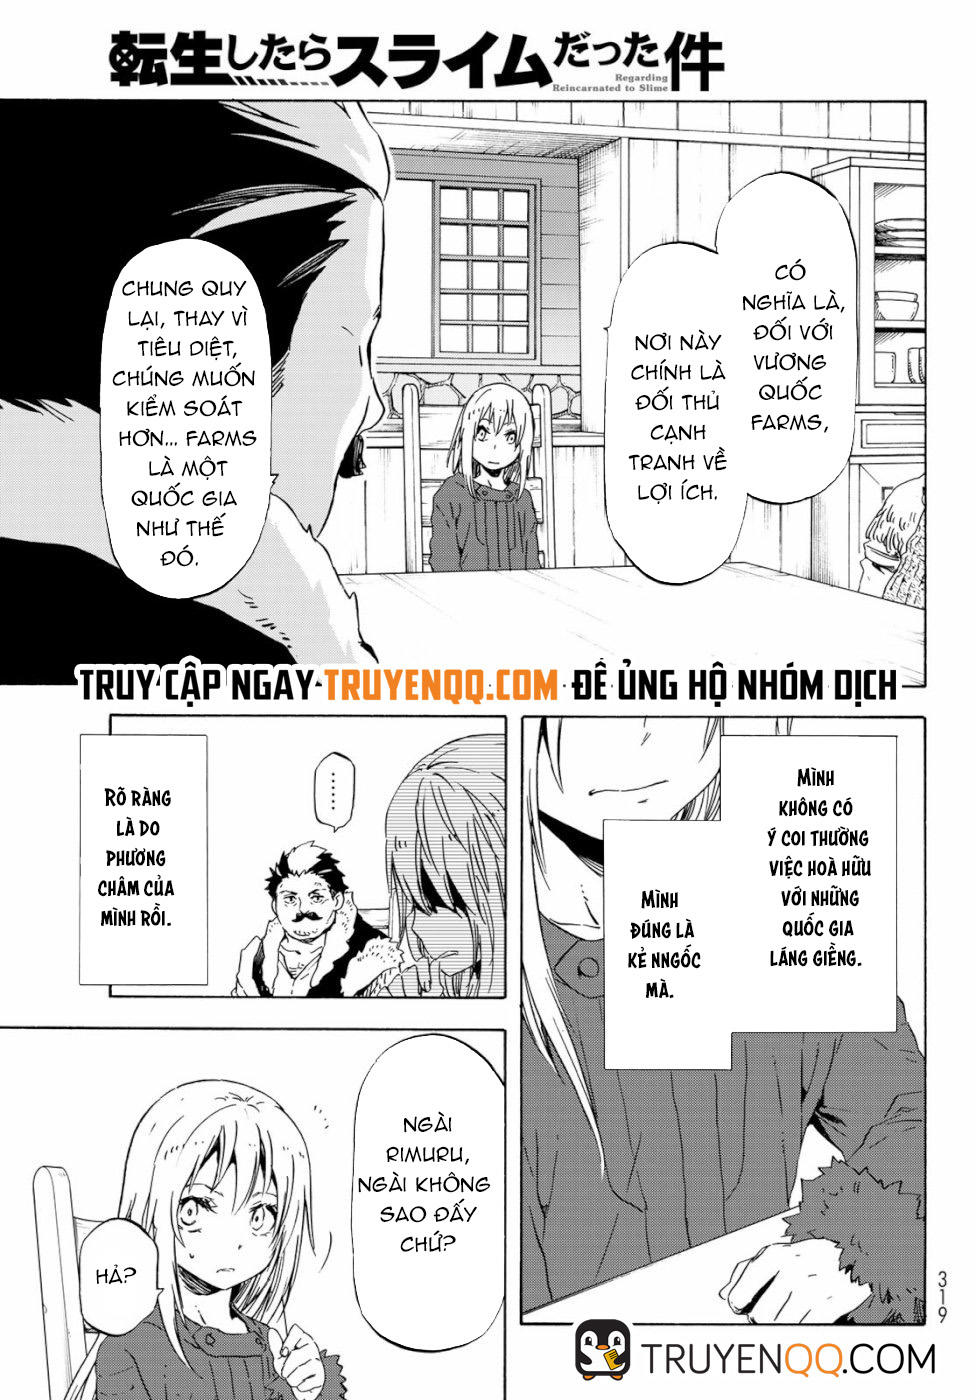 転生したらスライムだった件
Regarding
Reincarnated to Slime
CÓ
NGHĨA LÀ,
ĐỐI VỚI
VƯƠNG
QUỐC
FARMS,
NƠI NÀY
CHÍNH LÀ
ĐỐI THỦ
CẠNH
TRANH VỀ
LỢI ÍCH.
CHUNG QUY
LẠI, THAY VÌ
TIÊU DIỆT,
CHÚNG MUỐN
KIỂM SOÁT
HƠN... FARMS
LÀ MỘT
QUỐC GIA
NHƯ THẾ
ĐÓ.
TRUY CẬP NGAY TRUYENQQ.COM ĐỂ ỦNG HỘ NHÓM DỊCH
MÌNH
KHÔNG CÓ
Ý COI THƯỜNG
VIỆC HOÀ HỮU
VỚI NHỮNG
QUỐC GIA
LÁNG GIỀNG.
MÌNH
ĐÚNG LÀ
KẺ NNGỐC
MÀ.
......
RÕ RÀNG
LÀ DO
PHƯƠNG
CHÂM CỦA
MÌNH RỒI.
NGÀI
RIMURU,
NGÀI KHÔNG
SAO ĐẤY
CHỨ?
HẢ?
319
TRUYENQQ.COM